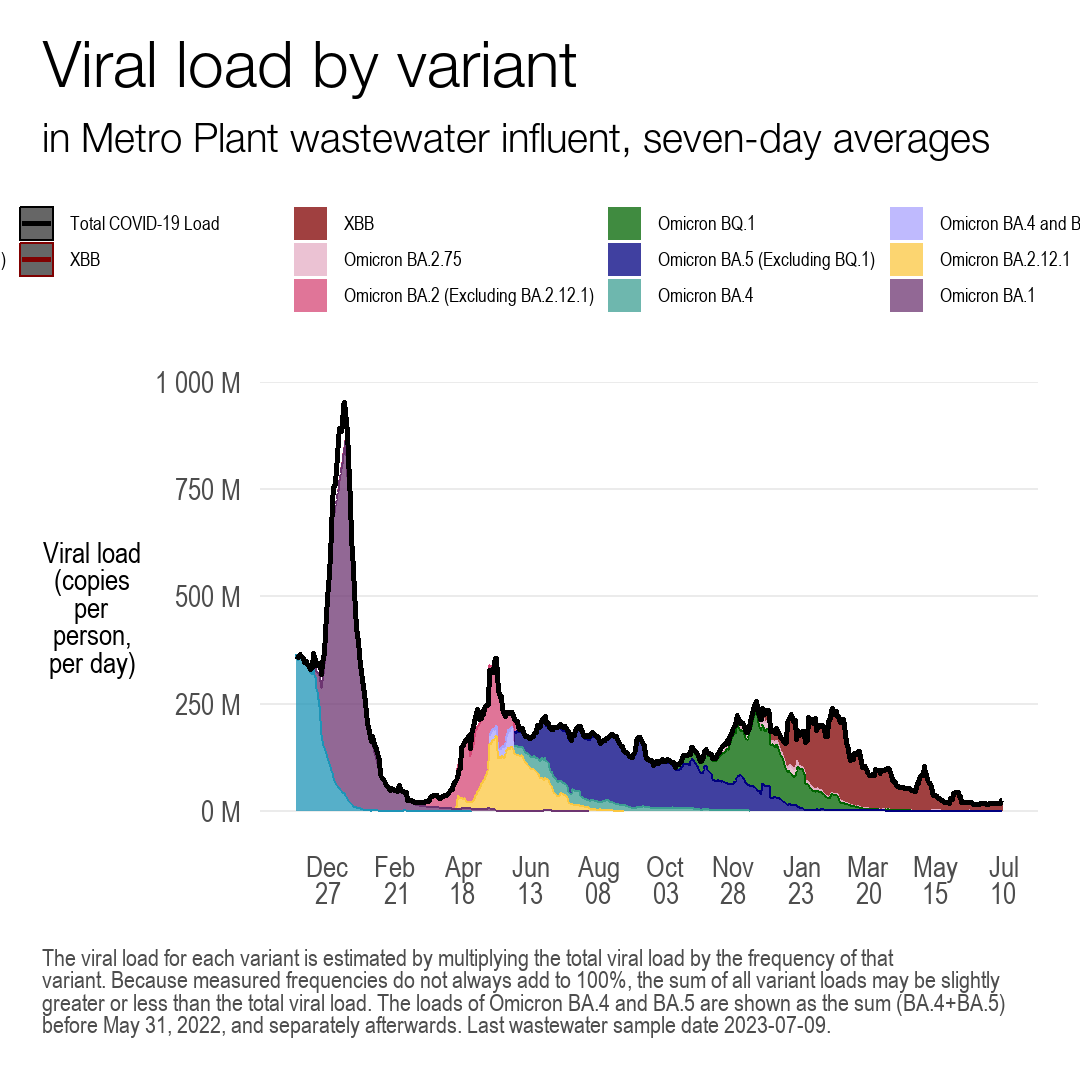 Viral load by variant
in Metro Plant wastewater influent, seven-day averages
Total COVID-19 Load
XBB
Omicron BQ.1
Omicron BA.4 and B
)
XBB
Omicron BA.2.75
Omicron BA.5 (Excluding BQ.1)
Omicron BA.2.12.1
Omicron BA.2 (Excluding BA.2.12.1)
Omicron BA.4
Omicron BA.1
1 000 M
750 M
500 M
250 M
0 M
Viral load
(copies
per
person,
per day)
Dec
27
Feb
21
Apr
18
Jun
13
Aug
08
Oct
03
Nov
28
Jan
23
Mar
20
May
15
Jul
10
The viral load for each variant is estimated by multiplying the total viral load by the frequency of that
variant. Because measured frequencies do not always add to 100%, the sum of all variant loads may be slightly
greater or less than the total viral load. The loads of Omicron BA.4 and BA.5 are shown as the sum (BA.4+BA.5)
before May 31, 2022, and separately afterwards. Last wastewater sample date 2023-07-09.